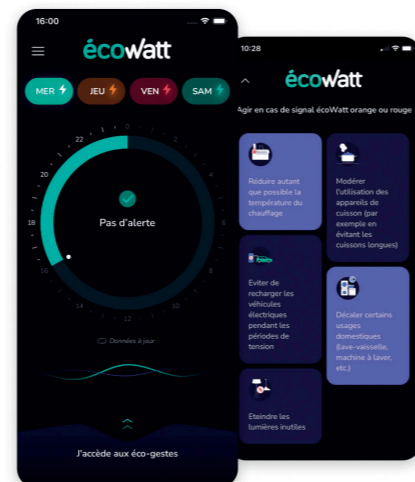 16:00
écowatt
MER
JEU
VEN
SAM
0
2
4
6
8
10
12
14
16
18
20
22
Pas d'alerte
Données à jour
J'accède aux éco-gestes
10:28
écowatt
Agir en cas de signal écoWatt orange ou rouge
Réduire autant
que possible la
température du
chauffage
Modérer
l'utilisation des
appareils de
cuisson (par
exemple en
évitant les
cuissons longues)
Eviter de
recharger les
véhicules
électriques
pendant les
périodes de
tension
Décaler certains
usages
domestiques
(lave-vaisselle,
machine à laver,
etc.)
Eteindre les
lumières inutiles